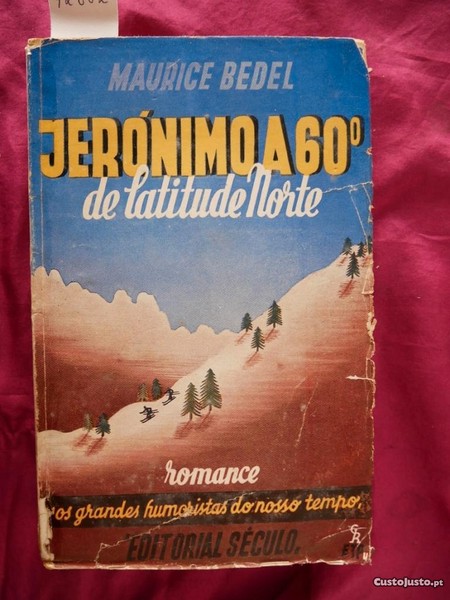 MAURICE BEDEL
JERÓNIMO A 60º
de latitude Norte
romance
os grandes humoristas do nosso tempo.
EDITORIAL SÉCULO.
CustoJusto.pt